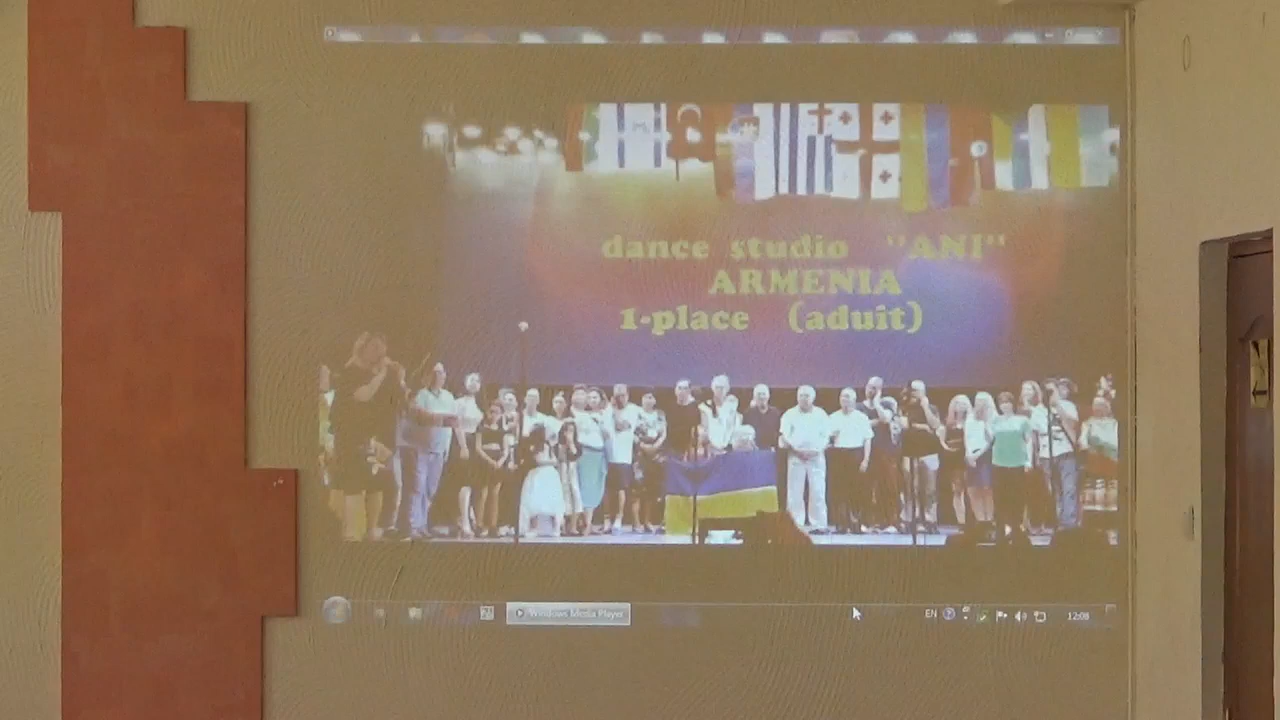 dance studio "ANI"
ARMENIA
1-place (aduit)
Windows Media Player
EN
12:08